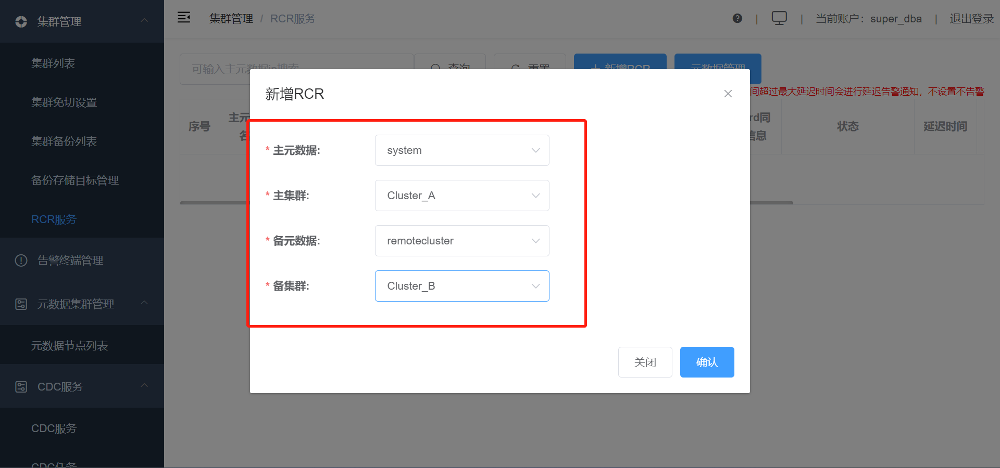 集群管理
集群列表
集群免切设置
集群备份列表
备份存储目标管理
RCR服务
告警终端管理
元数据集群管理
元数据节点列表
CDC服务
CDC服务
CDC任务
集群管理 / RCR服务
| | 当前账户：super_dba | 退出登录
可输入主元数据ip搜索 查询 重置 + 新增RCR 元数据管理
间超过最大延迟时间会进行延迟告警通知，不设置不告警
序号 主元 名 rd同 信息 状态 延迟时间
新增RCR
* 主元数据: system
* 主集群: Cluster_A
* 备元数据: remotecluster
* 备集群: Cluster_B
关闭 确认